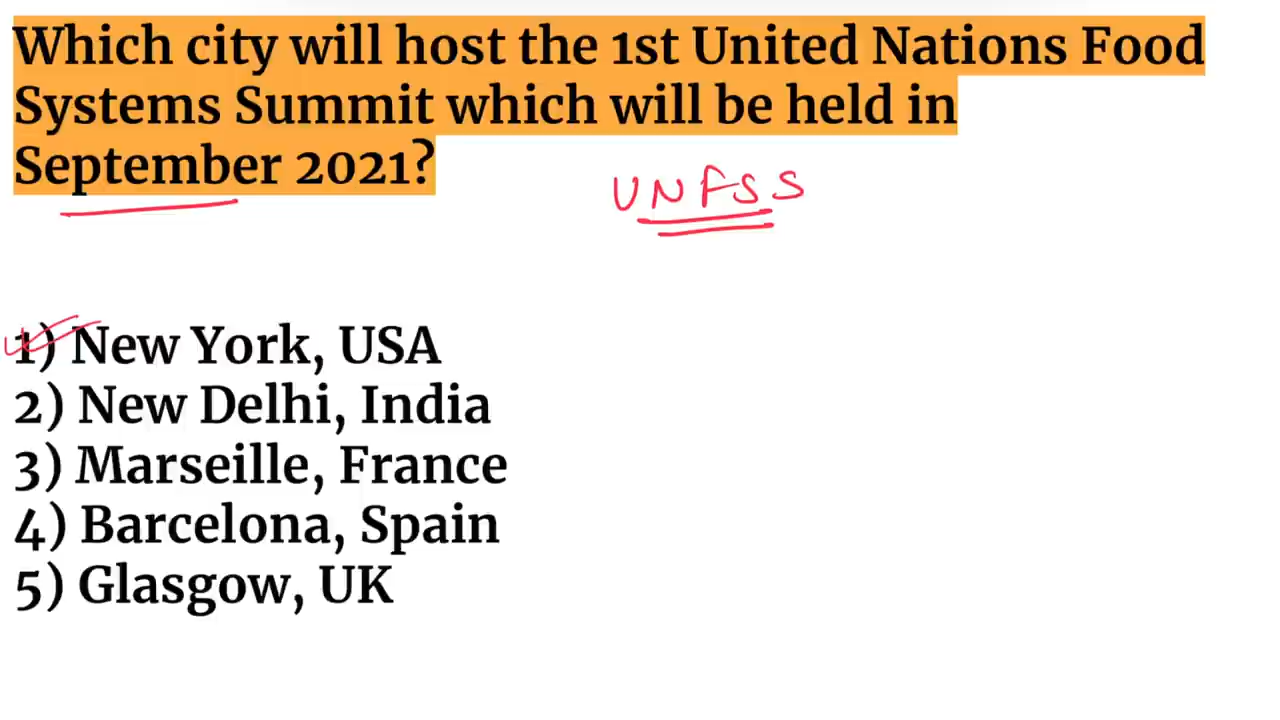 Which city will host the 1st United Nations Food
Systems Summit which will be held in
September 2021?
UNFSS
1) New York, USA
2) New Delhi, India
3) Marseille, France
4) Barcelona, Spain
5) Glasgow, UK